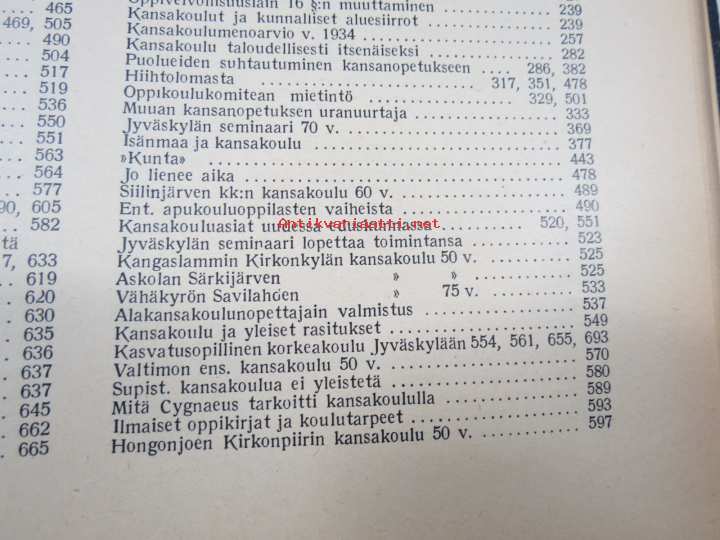 465
469, 505
490
504
517
519
536
550
551
563
564
577
90, 605
582
tä
7, 633
619
620
630
635
636
637
637
645
662
665
Oppivelvollisuuslain 16 §:n muuttaminen
Kansakoulut ja kunnalliset aluesiirrot 239
Kansakoulumenoarvio v. 1934 239
Kansakoulu taloudellisesti itsenäiseksi 257
Puolueiden suhtautuminen kansanopetukseen 282
Hiihtolomasta 286, 382
Oppikoulukomitean mietintö 317, 351, 478
Muuan kansanopetuksen uranuurtaja 329, 501
Jyväskylän seminaari 70 v. 333
Isänmaa ja kansakoulu 369
»Kunta» 377
Jo lienee aika 443
Siilinjärven kk:n kansakoulu 60 v. 478
Ent. apukouluoppilasten vaiheista 489
Kansakouluasiat uudessa eduskunnassa 490
Jyväskylän seminaari lopettaa toimintansa 520, 551
Kangaslammin Kirkonkylän kansakoulu 50 v. 523
Askolan Särkijärven » » 525
Vähäkyrön Savilahden » 75 v. 525
Alakansakoulunopettajain valmistus 533
Kansakoulu ja yleiset rasitukset 537
549
Kasvatusopillinen korkeakoulu Jyväskylään 554, 561, 655, 693
Valtimon ens. kansakoulu 50 v. 570
Supist. kansakoulua ei yleistetä 580
Mitä Cygnaeus tarkoitti kansakoululla 589
Ilmaiset oppikirjat ja koulutarpeet 593
Hongonjoen Kirkonpiirin kansakoulu 50 v. 597
Antikvariaatti.net